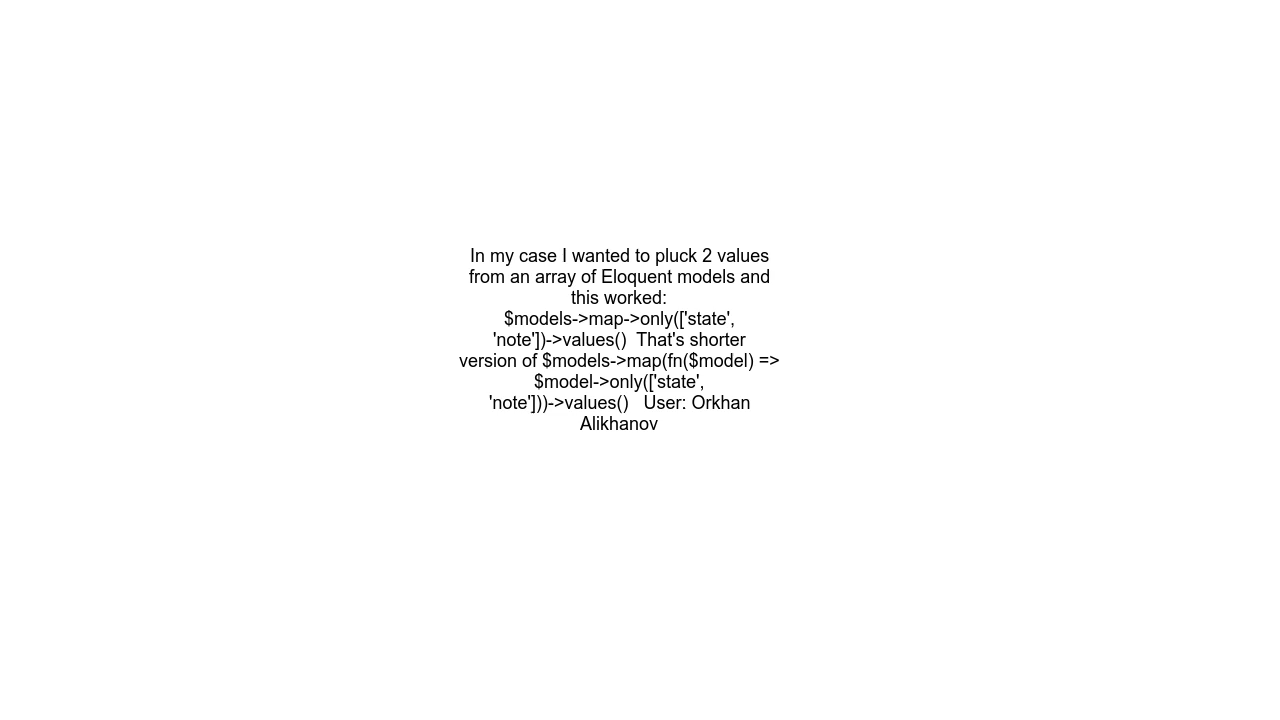 In my case I wanted to pluck 2 values
from an array of Eloquent models and
this worked:
$models->map->only(['state',
'note'])->values()  That's shorter
version of $models->map(fn($model) =>
$model->only(['state',
'note']))->values()   User: Orkhan
Alikhanov